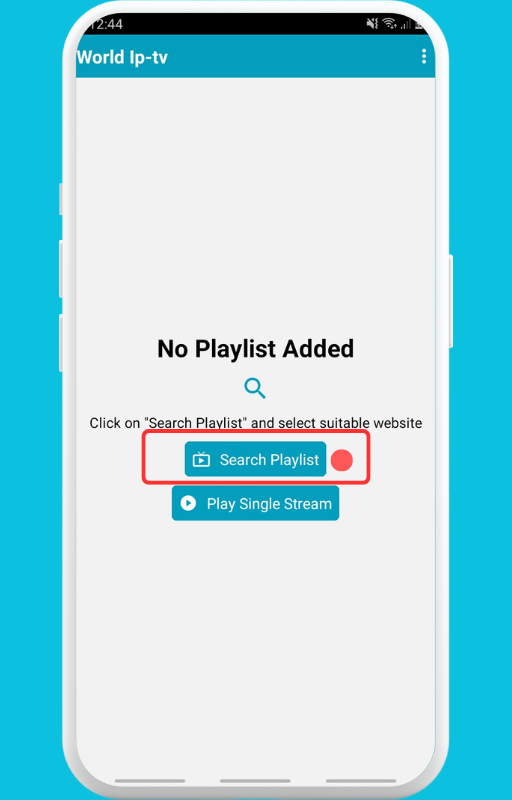 12:44
World Ip-tv
No Playlist Added
Click on "Search Playlist" and select suitable website
Search Playlist
Play Single Stream